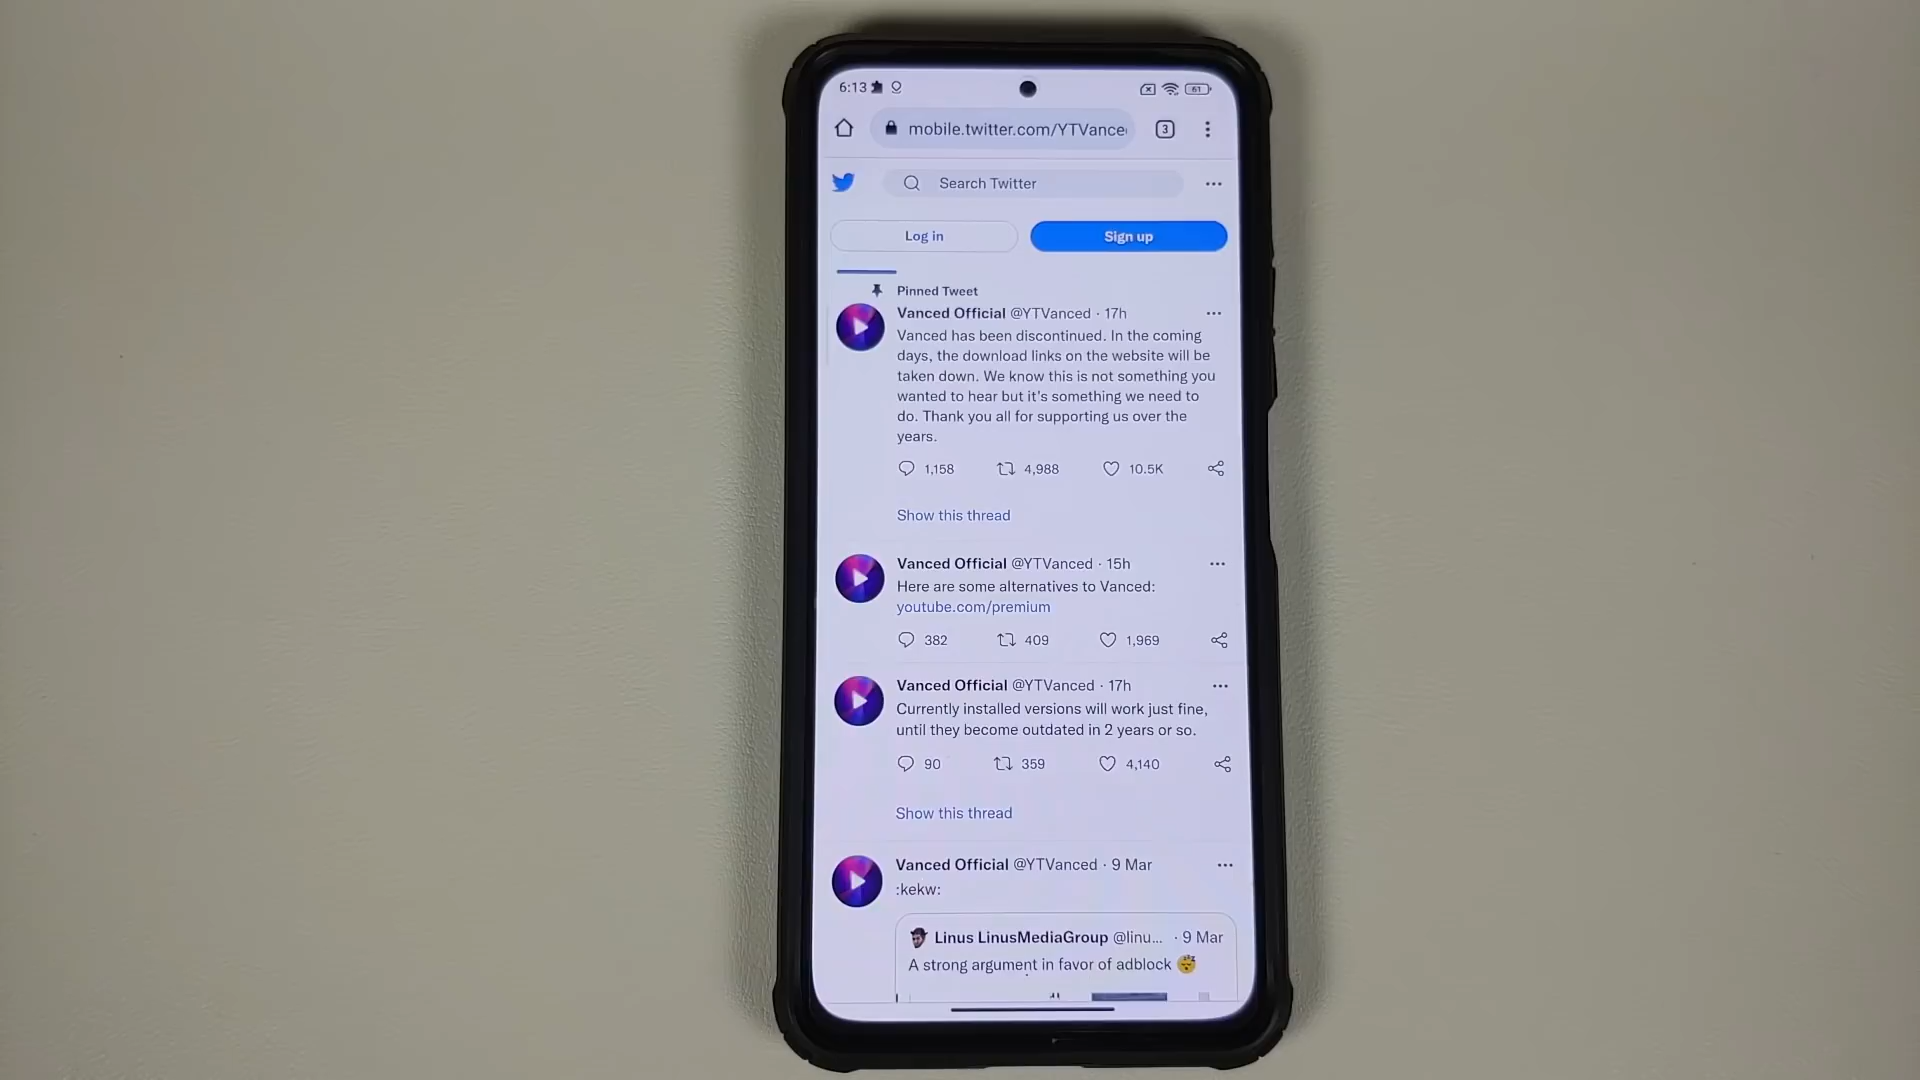 6:13
61
mobile.twitter.com/YTVance
3
Search Twitter
Log in
Sign up
Pinned Tweet
Vanced Official @YTVanced · 17h
Vanced has been discontinued. In the coming
days, the download links on the website will be
taken down. We know this is not something you
wanted to hear but it's something we need to
do. Thank you all for supporting us over the
years.
1,158 4,988 10.5K
Show this thread
Vanced Official @YTVanced · 15h
Here are some alternatives to Vanced:
youtube.com/premium
382 409 1,969
Vanced Official @YTVanced · 17h
Currently installed versions will work just fine,
until they become outdated in 2 years or so.
90 359 4,140
Show this thread
Vanced Official @YTVanced · 9 Mar
:kekw:
Linus LinusMediaGroup @linu... · 9 Mar
A strong argument in favor of adblock 😴